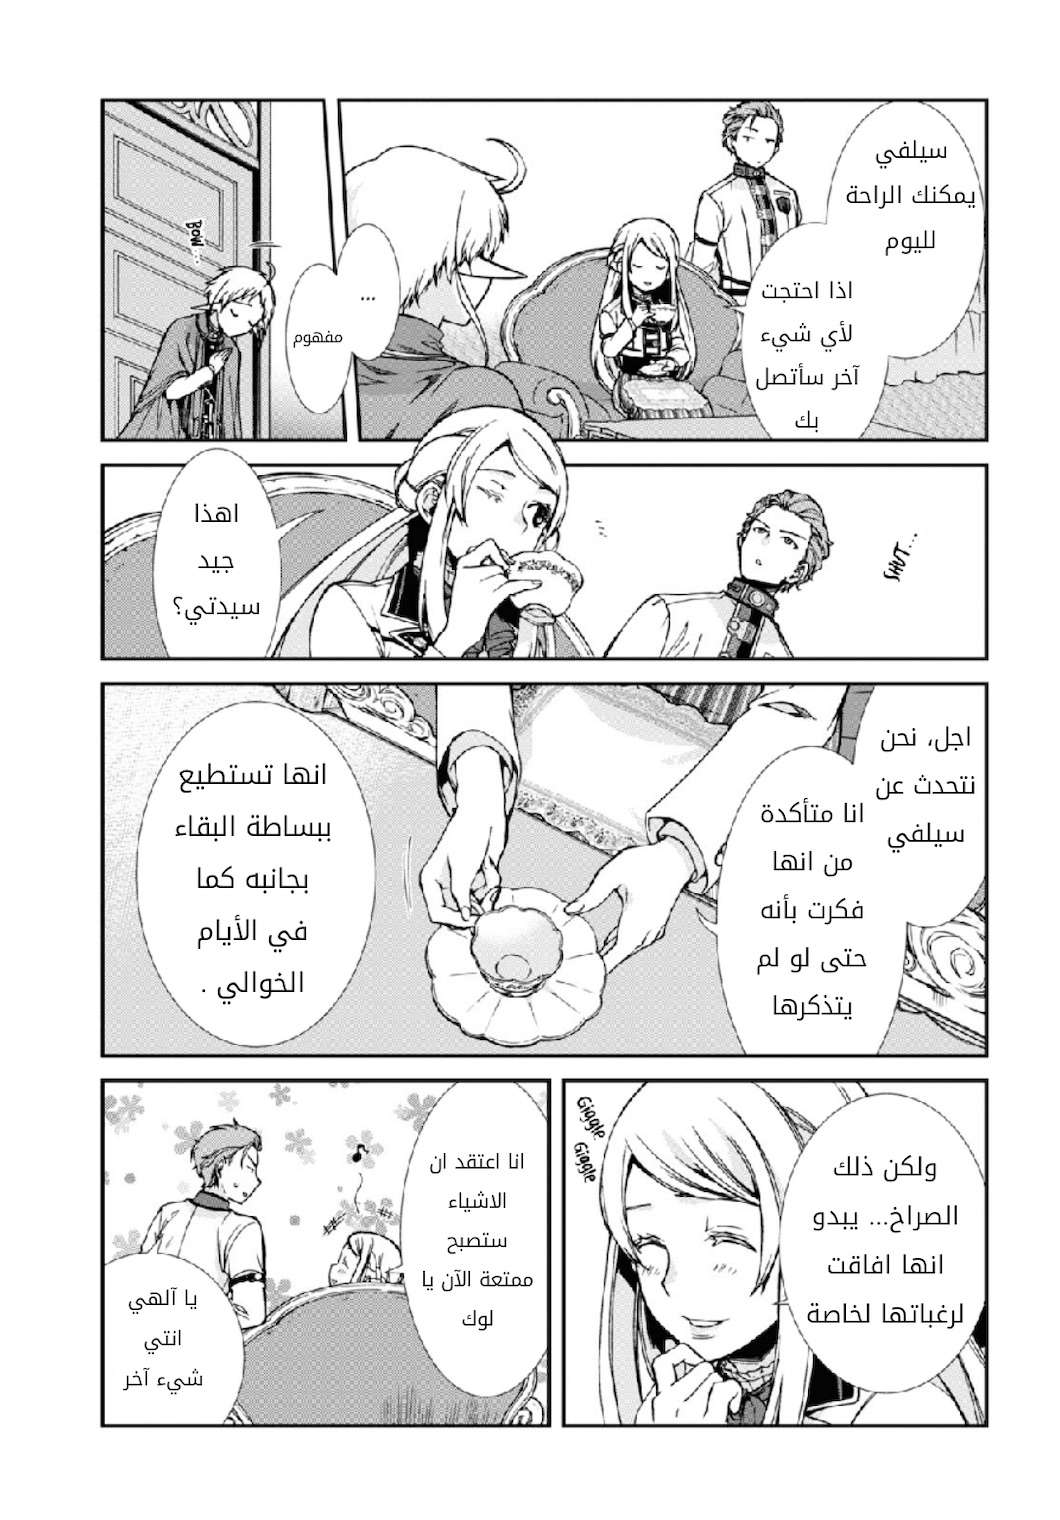 سيلفي
يمكنك الراحة
لليوم
اذا احتجت
لأي شيء
آخر سأتصل
بك
...
مفهوم
BOW...
SHUT...
اهذا
جيد
سيدتي؟
اجل، نحن
نتحدث عن
سيلفي
انا متأكدة
من انها
فكرت بأنه
حتى لو لم
يتذكرها
انها تستطيع
ببساطة البقاء
بجانبه كما
في الأيام
الخوالي .
Giggle
Giggle
ولكن ذلك
الصراخ... يبدو
انها افاقت
لرغباتها لخاصة
انا اعتقد ان
الاشياء
ستصبح
ممتعة الآن يا
لوك
يا آلهي
انتي
شيء آخر